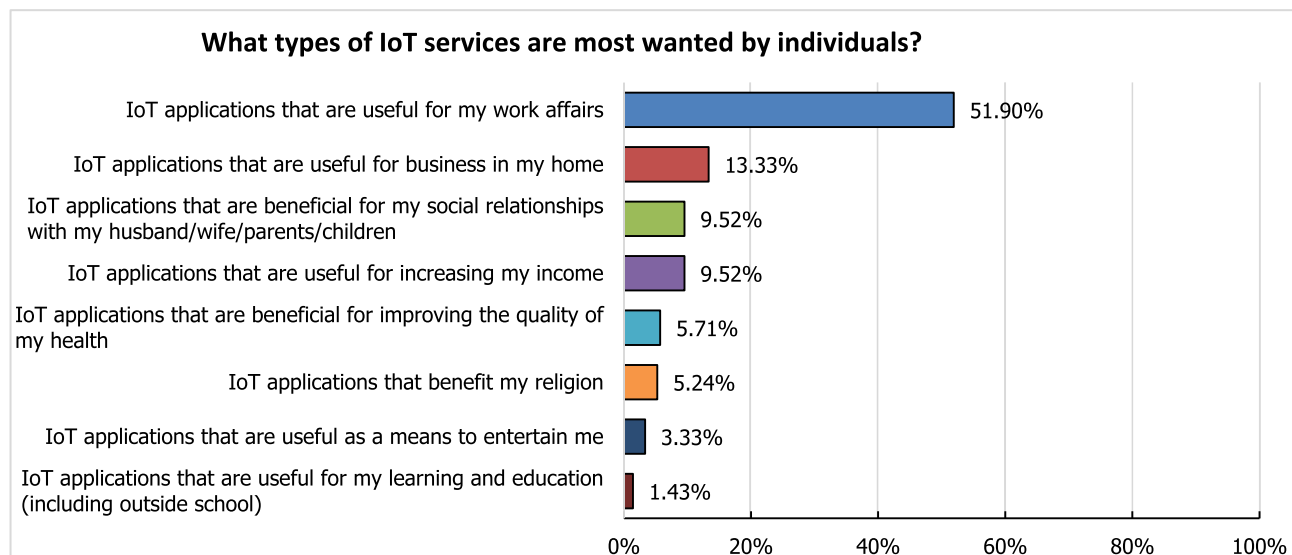 What types of IoT services are most wanted by individuals?
IoT applications that are useful for my work affairs
51.90%
IoT applications that are useful for business in my home
13.33%
IoT applications that are beneficial for my social relationships
with my husband/wife/parents/children
9.52%
IoT applications that are useful for increasing my income
9.52%
IoT applications that are beneficial for improving the quality of
my health
5.71%
IoT applications that benefit my religion
5.24%
IoT applications that are useful as a means to entertain me
3.33%
IoT applications that are useful for my learning and education
(including outside school)
1.43%
0% 20% 40% 60% 80% 100%